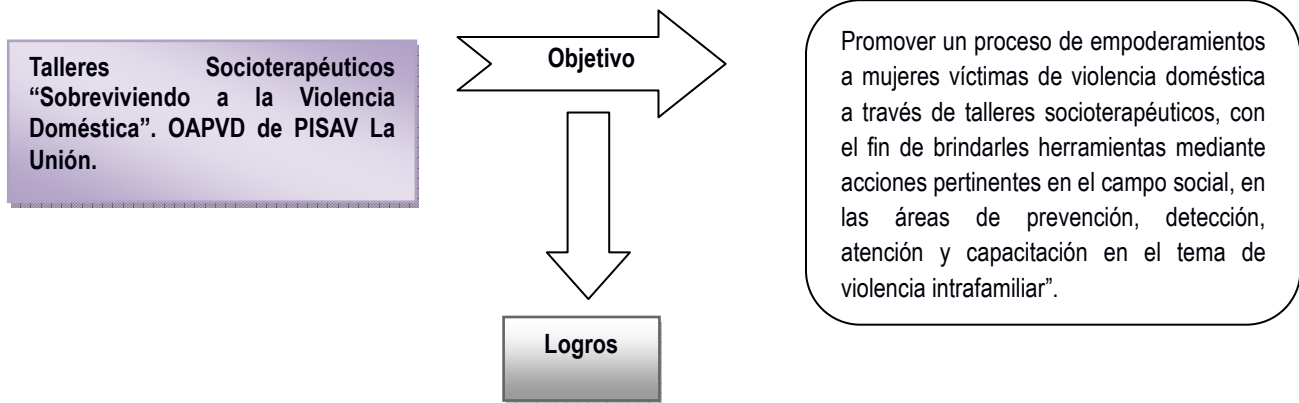 Talleres Socioterapéuticos
“Sobreviviendo a la Violencia
Doméstica”. OAPVD de PISAV La
Unión.
Objetivo
Promover un proceso de empoderamientos
a mujeres víctimas de violencia doméstica
a través de talleres socioterapéuticos, con
el fin de brindarles herramientas mediante
acciones pertinentes en el campo social, en
las áreas de prevención, detección,
atención y capacitación en el tema de
violencia intrafamiliar”.
Logros